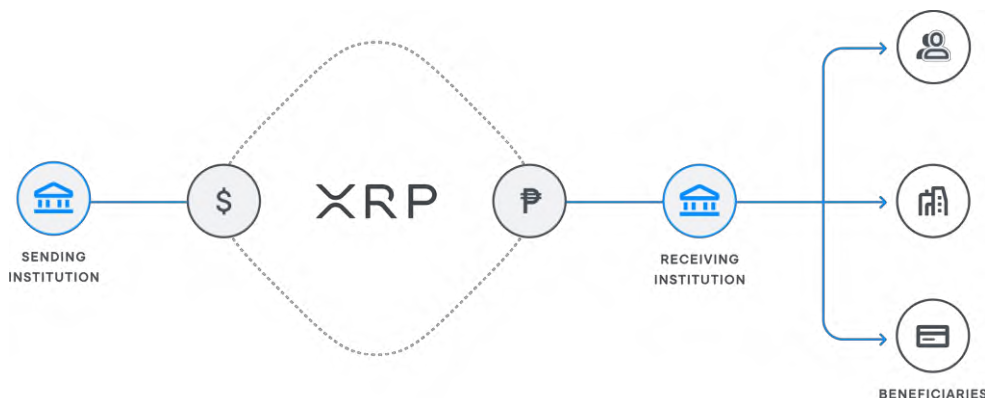 $
XRP
₱
SENDING
INSTITUTION
RECEIVING
INSTITUTION
BENEFICIARIES